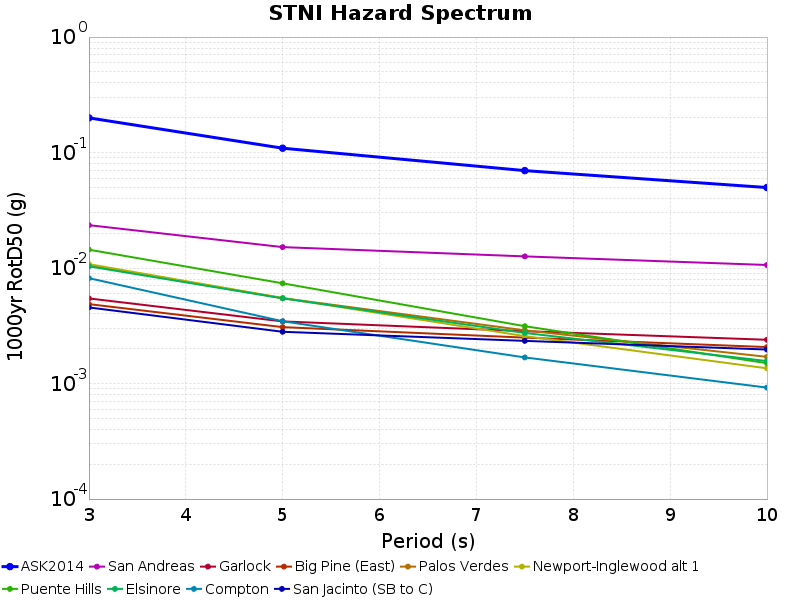 STNI Hazard Spectrum
10^0
10^-1
10^-2
10^-3
10^-4
1000yr RotD50 (g)
3 4 5 6 7 8 9 10
Period (s)
ASK2014 San Andreas Garlock Big Pine (East) Palos Verdes Newport-Inglewood alt 1
Puente Hills Elsinore Compton San Jacinto (SB to C)